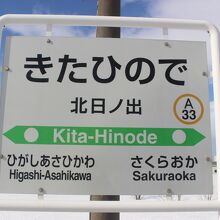 きたひので
北日ノ出
A
33
Kita-Hinode
ひがしあさひかわ
Higashi-Asahikawa
さくらおか
Sakuraoka